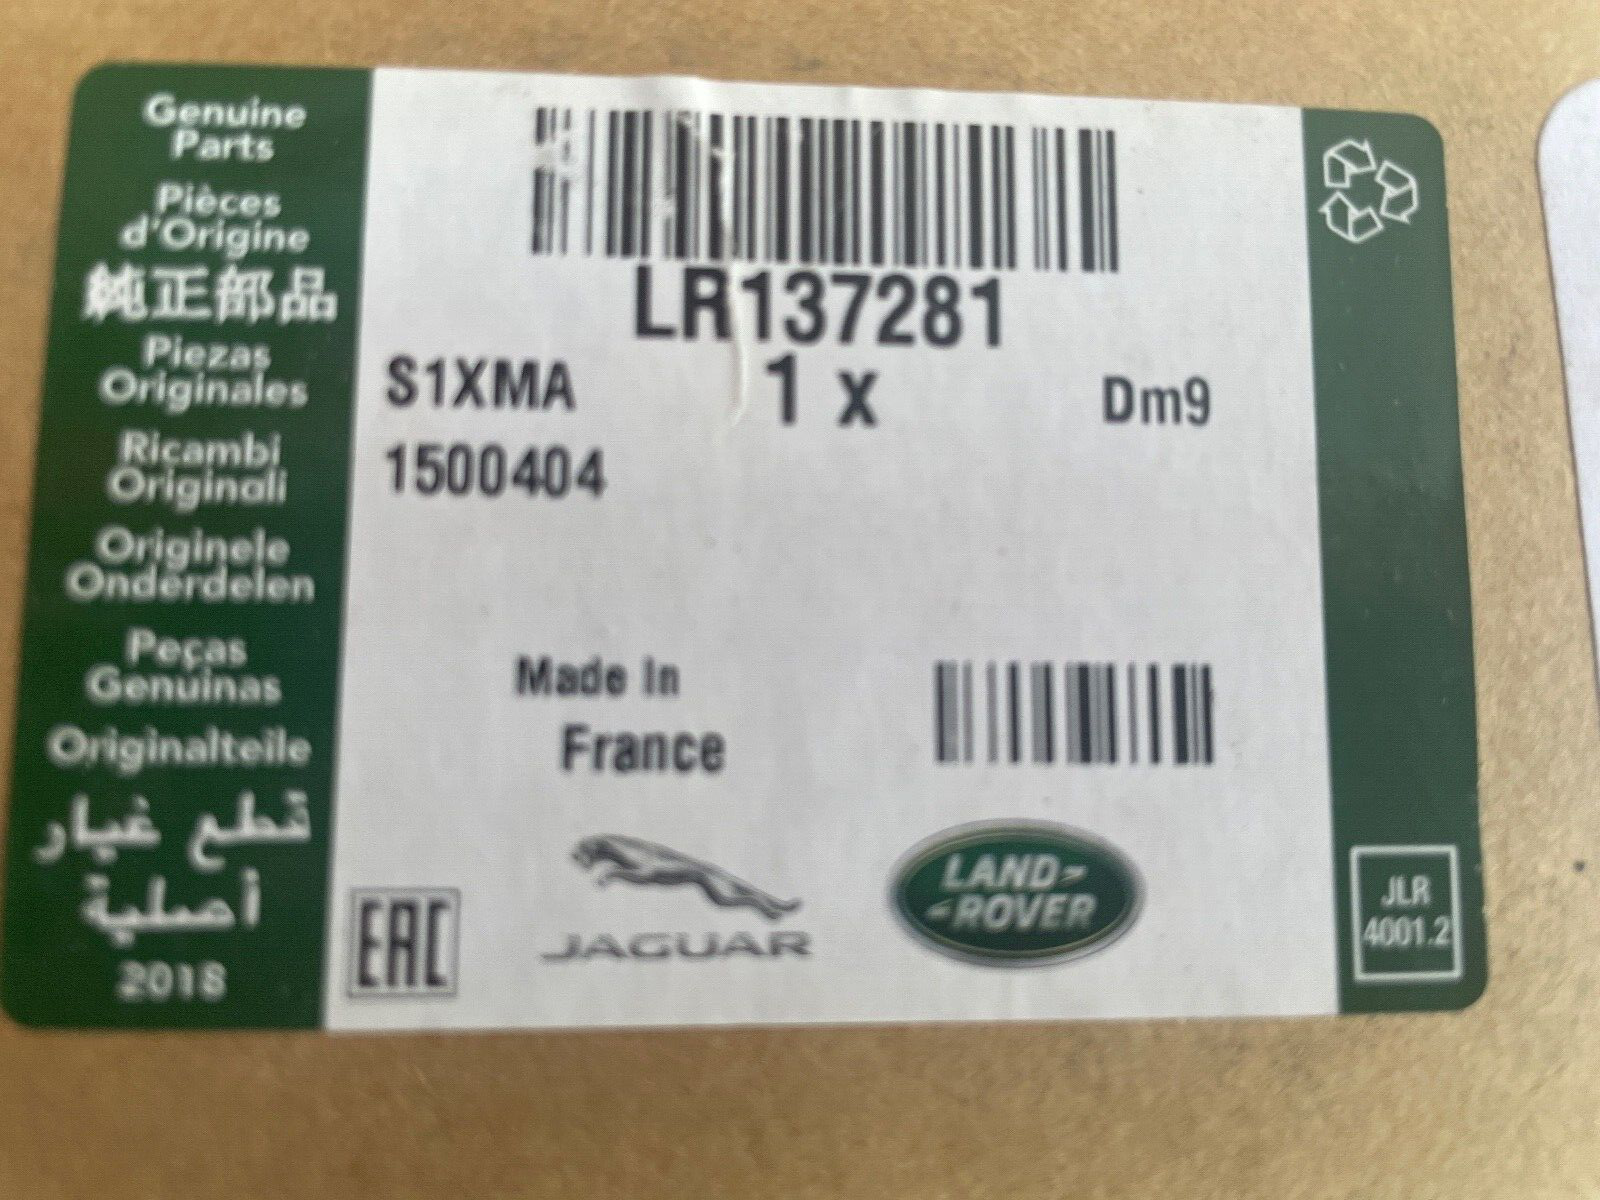 Genuine
Parts
Pièces
d'Origine
純正部品
Piezas
Originales
Ricambi
Originali
Originele
Onderdelen
Peças
Genuinas
Originalteile
قطع غيار
أصلية
2018
LR137281
S1XMA
1 x
Dm9
1500404
Made In
France
EAC
JAGUAR
LAND-
-ROVER
JLR
4001.2